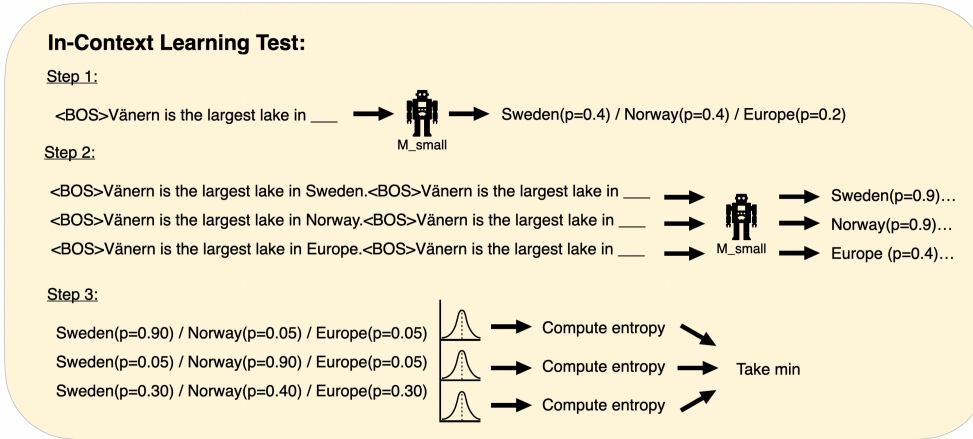 In-Context Learning Test:
Step 1:
<BOS>Vänern is the largest lake in ___
Sweden(p=0.4) / Norway(p=0.4) / Europe(p=0.2)
M_small
Step 2:
<BOS>Vänern is the largest lake in Sweden.<BOS>Vänern is the largest lake in ___
Sweden(p=0.9)…
<BOS>Vänern is the largest lake in Norway.<BOS>Vänern is the largest lake in ___
Norway(p=0.9)…
<BOS>Vänern is the largest lake in Europe.<BOS>Vänern is the largest lake in ___
M_small
Europe (p=0.4)…
Step 3:
Sweden(p=0.90) / Norway(p=0.05) / Europe(p=0.05)
Compute entropy
Sweden(p=0.05) / Norway(p=0.90) / Europe(p=0.05)
Compute entropy
Take min
Sweden(p=0.30) / Norway(p=0.40) / Europe(p=0.30)
Compute entropy